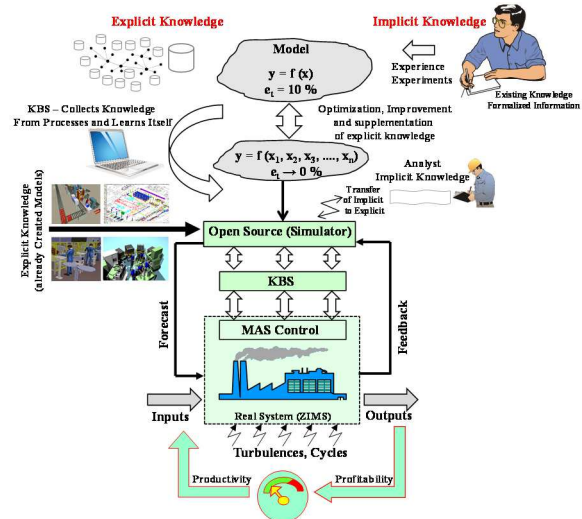 Explicit Knowledge
Implicit Knowledge
Model
y = f (x)
e_t = 10 %
Experience
Experiments
Existing Knowledge
Formalized Information
KBS – Collects Knowledge
From Processes and Learns Itself
Optimization, Improvement
and supplementation
of explicit knowledge
y = f (x₁, x₂, x₃, ...., xₙ)
e_t → 0 %
Analyst
Implicit Knowledge
Transfer
of Implicit
to Explicit
Explicit Knowledge
(already Created Models)
Open Source (Simulator)
KBS
MAS Control
Forecast
Feedback
Inputs
Outputs
Real System (ZIMS)
Turbulences, Cycles
Productivity
Profitability